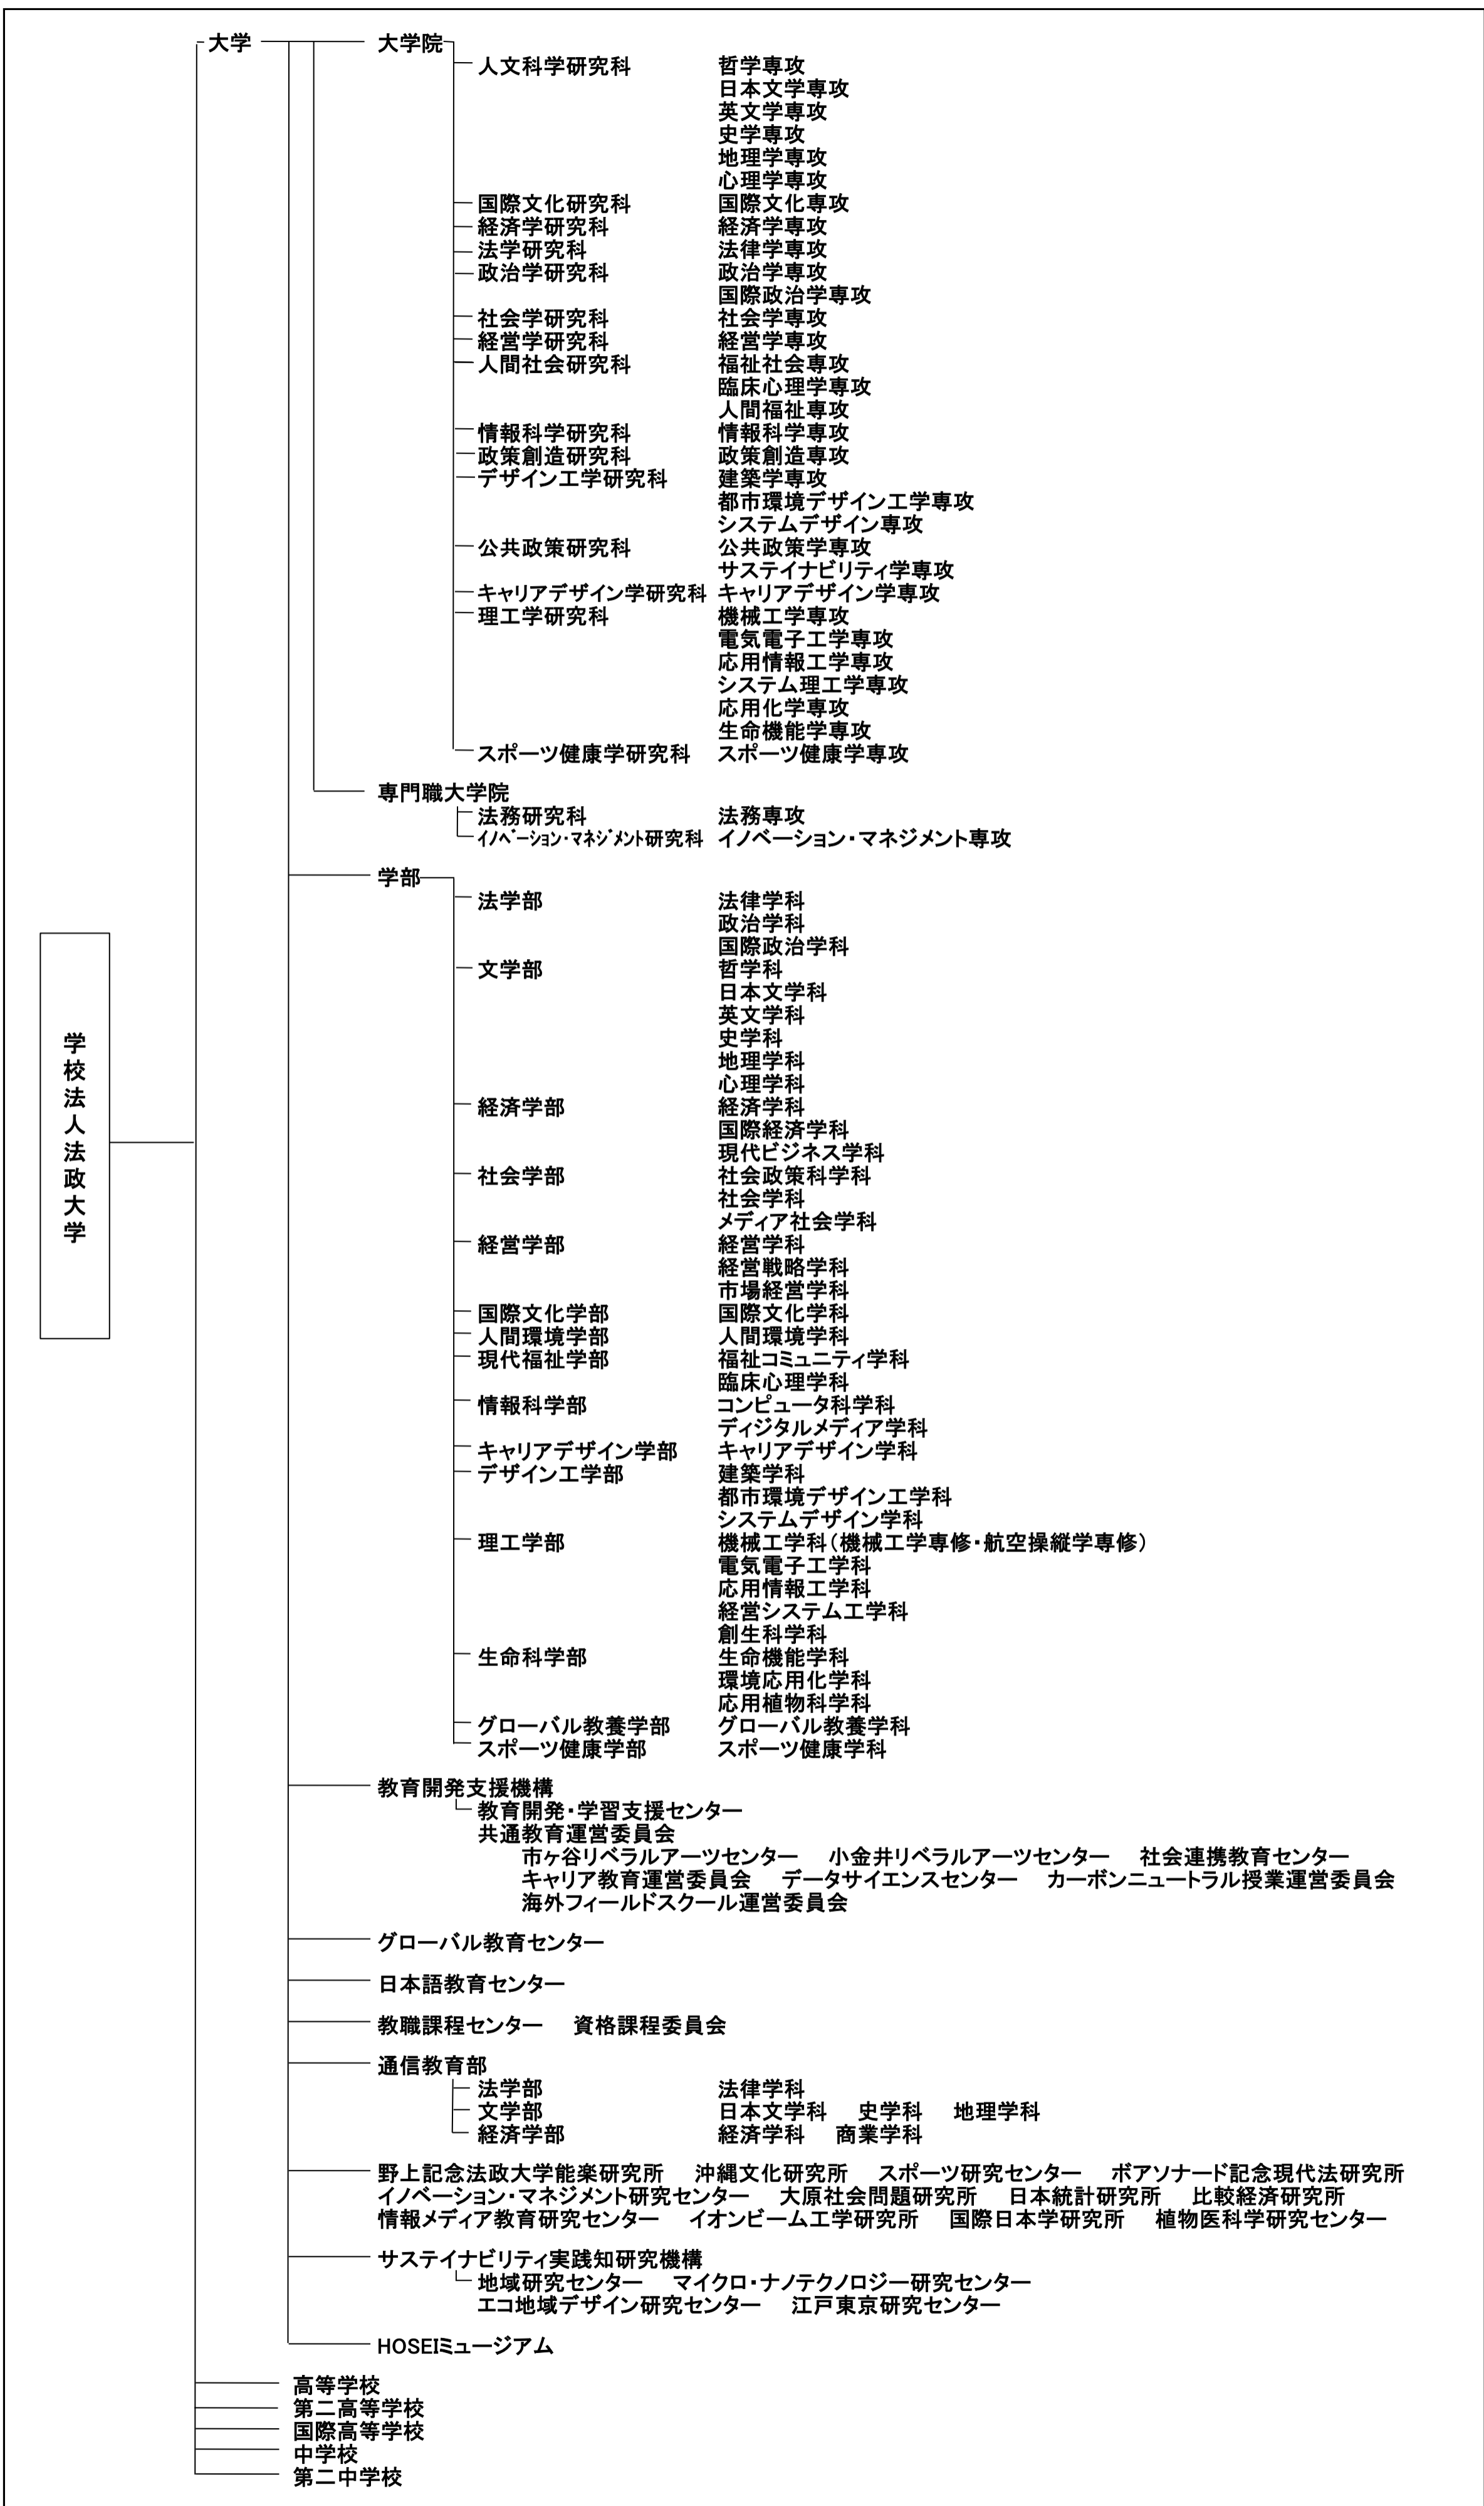 大学 大学院
人文科学研究科 哲学専攻
日本文学専攻
英文学専攻
史学専攻
地理学専攻
心理学専攻
国際文化研究科 国際文化専攻
経済学研究科 経済学専攻
法学研究科 法律学専攻
政治学研究科 政治学専攻
国際政治学専攻
社会学研究科 社会学専攻
経営学研究科 経営学専攻
人間社会研究科 福祉社会専攻
臨床心理学専攻
人間福祉専攻
情報科学研究科 情報科学専攻
政策創造研究科 政策創造専攻
デザイン工学研究科 建築学専攻
都市環境デザイン工学専攻
システムデザイン専攻
公共政策研究科 公共政策学専攻
サステイナビリティ学専攻
キャリアデザイン学研究科 キャリアデザイン学専攻
理工学研究科 機械工学専攻
電気電子工学専攻
応用情報工学専攻
システム理工学専攻
応用化学専攻
生命機能学専攻
スポーツ健康学研究科 スポーツ健康学専攻
専門職大学院
法務研究科 法務専攻
ｲﾉﾍﾞｰｼｮﾝ･ﾏﾈｼﾞﾒﾝﾄ研究科 イノベーション・マネジメント専攻
学部
法学部 法律学科
政治学科
国際政治学科
文学部 哲学科
日本文学科
英文学科
史学科
地理学科
心理学科
経済学部 経済学科
国際経済学科
現代ビジネス学科
社会学部 社会政策科学科
社会学科
メディア社会学科
経営学部 経営学科
経営戦略学科
市場経営学科
国際文化学部 国際文化学科
人間環境学部 人間環境学科
現代福祉学部 福祉コミュニティ学科
臨床心理学科
情報科学部 コンピュータ科学科
ディジタルメディア学科
キャリアデザイン学部 キャリアデザイン学科
デザイン工学部 建築学科
都市環境デザイン工学科
システムデザイン学科
理工学部 機械工学科（機械工学専修・航空操縦学専修）
電気電子工学科
応用情報工学科
経営システム工学科
創生科学科
生命科学部 生命機能学科
環境応用化学科
応用植物科学科
グローバル教養学部 グローバル教養学科
スポーツ健康学部 スポーツ健康学科
学校法人法政大学
教育開発支援機構
教育開発・学習支援センター
共通教育運営委員会
市ヶ谷リベラルアーツセンター 小金井リベラルアーツセンター 社会連携教育センター
キャリア教育運営委員会 データサイエンスセンター カーボンニュートラル授業運営委員会
海外フィールドスクール運営委員会
グローバル教育センター
日本語教育センター
教職課程センター 資格課程委員会
通信教育部
法学部 法律学科
文学部 日本文学科 史学科 地理学科
経済学部 経済学科 商業学科
野上記念法政大学能楽研究所 沖縄文化研究所 スポーツ研究センター ボアソナード記念現代法研究所
イノベーション・マネジメント研究センター 大原社会問題研究所 日本統計研究所 比較経済研究所
情報メディア教育研究センター イオンビーム工学研究所 国際日本学研究所 植物医科学研究センター
サステイナビリティ実践知研究機構
地域研究センター マイクロ・ナノテクノロジー研究センター
エコ地域デザイン研究センター 江戸東京研究センター
HOSEIミュージアム
高等学校
第二高等学校
国際高等学校
中学校
第二中学校